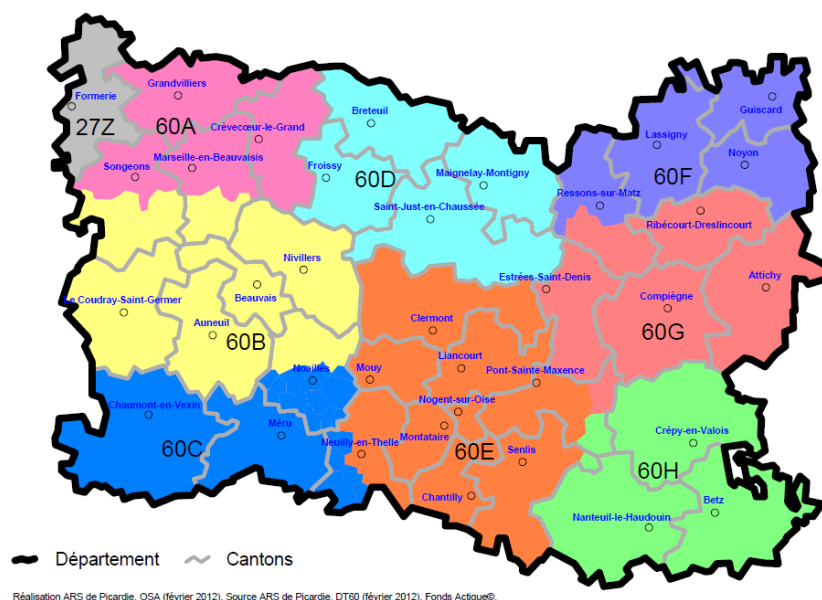 Formerie
27Z
Grandvilliers
60A
Crévecœur-le-Grand
Songeons
Marseille-en-Beauvaisis
Breteuil
Froissy
60D
Maignelay-Montigny
Saint-Just-en-Chaussée
Guiscard
Lassigny
Noyon
60F
Ressons-sur-Matz
Ribécourt-Dreslincourt
Estrées-Saint-Denis
Attichy
Compiègne
60G
Nivillers
Le Coudray-Saint-Germer
Beauvais
Auneuil
60B
Clermont
Liancourt
Mouy
Pont-Sainte-Maxence
Noailles
Chaumont-en-Vexin
Méru
60C
Neuilly-en-Thelle
Nogent-sur-Oise
Montataire
60E
Senlis
Chantilly
Crépy-en-Valois
60H
Betz
Nanteuil-le-Haudouin
Département
Cantons
Réalisation ARS de Picardie, OSA (février 2012). Source ARS de Picardie, DT60 (février 2012). Fonds Actique©.